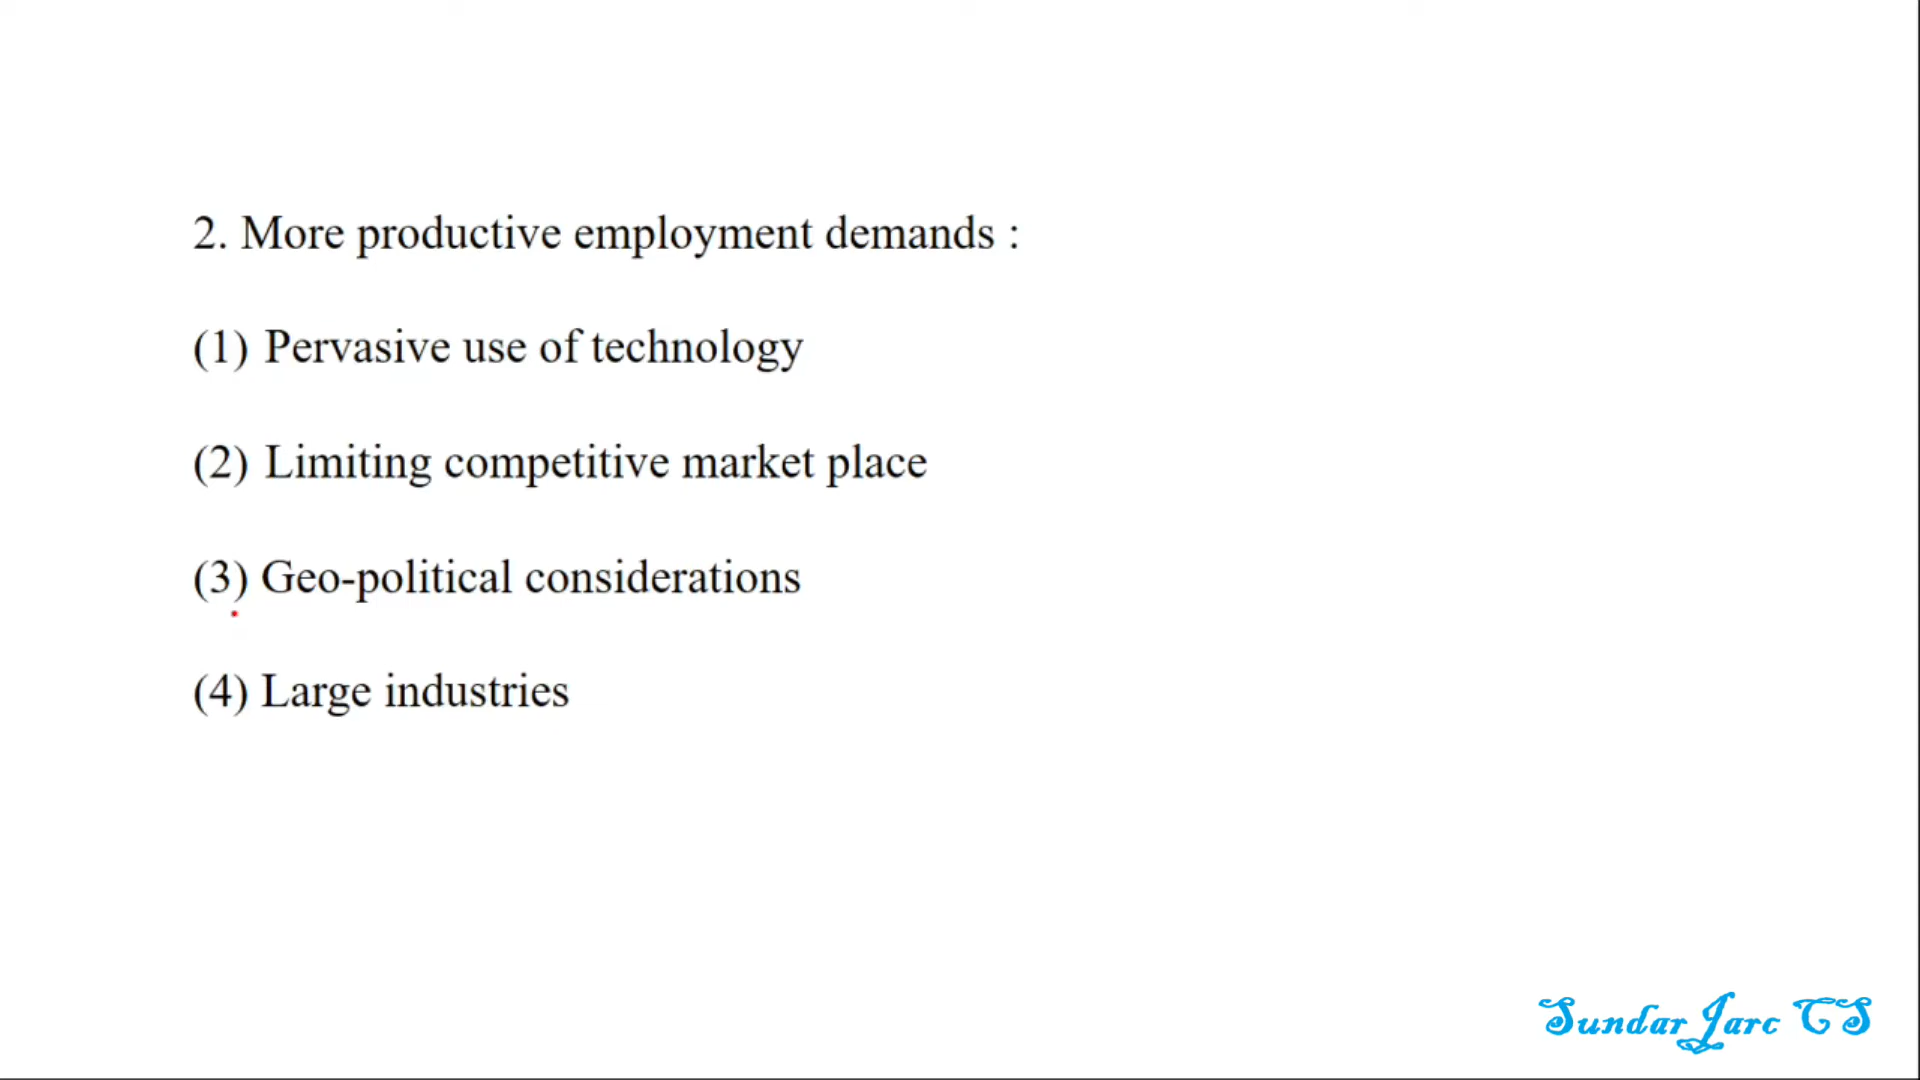 2. More productive employment demands :
(1) Pervasive use of technology
(2) Limiting competitive market place
(3) Geo-political considerations
(4) Large industries
Sundar Jarc CS